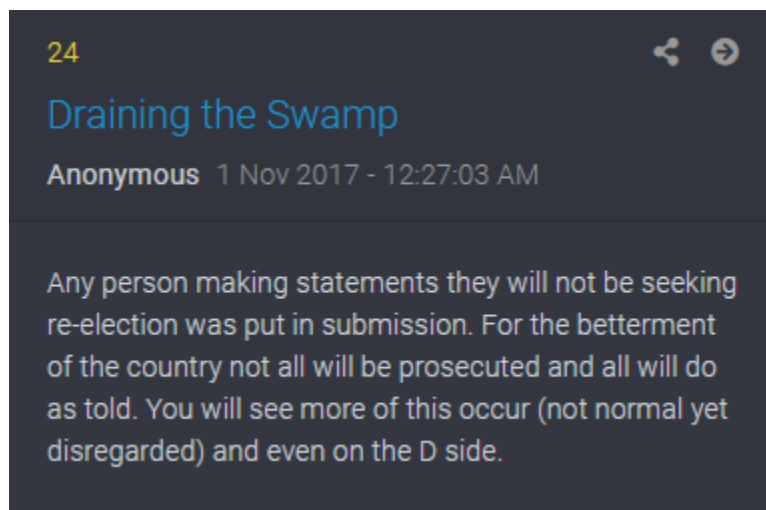 24
Draining the Swamp
Anonymous 1 Nov 2017 - 12:27:03 AM
Any person making statements they will not be seeking
re-election was put in submission. For the betterment
of the country not all will be prosecuted and all will do
as told. You will see more of this occur (not normal yet
disregarded) and even on the D side.